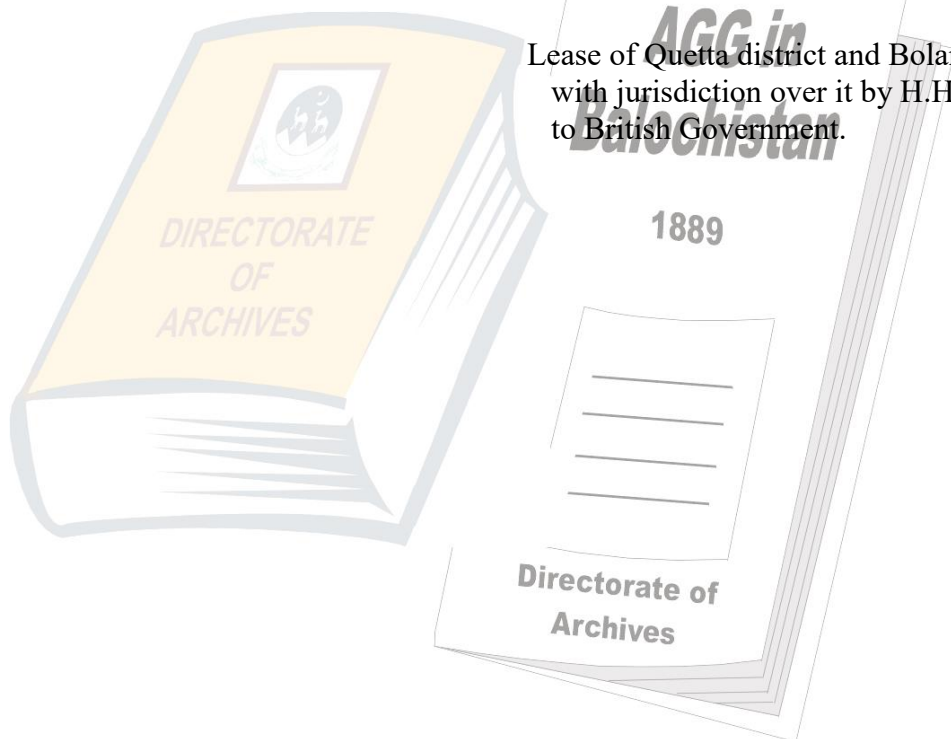 AGG in
Lease of Quetta district and Bolan
with jurisdiction over it by H.H
to British Government.
Balochistan
1889
DIRECTORATE
OF
ARCHIVES
Directorate of
Archives